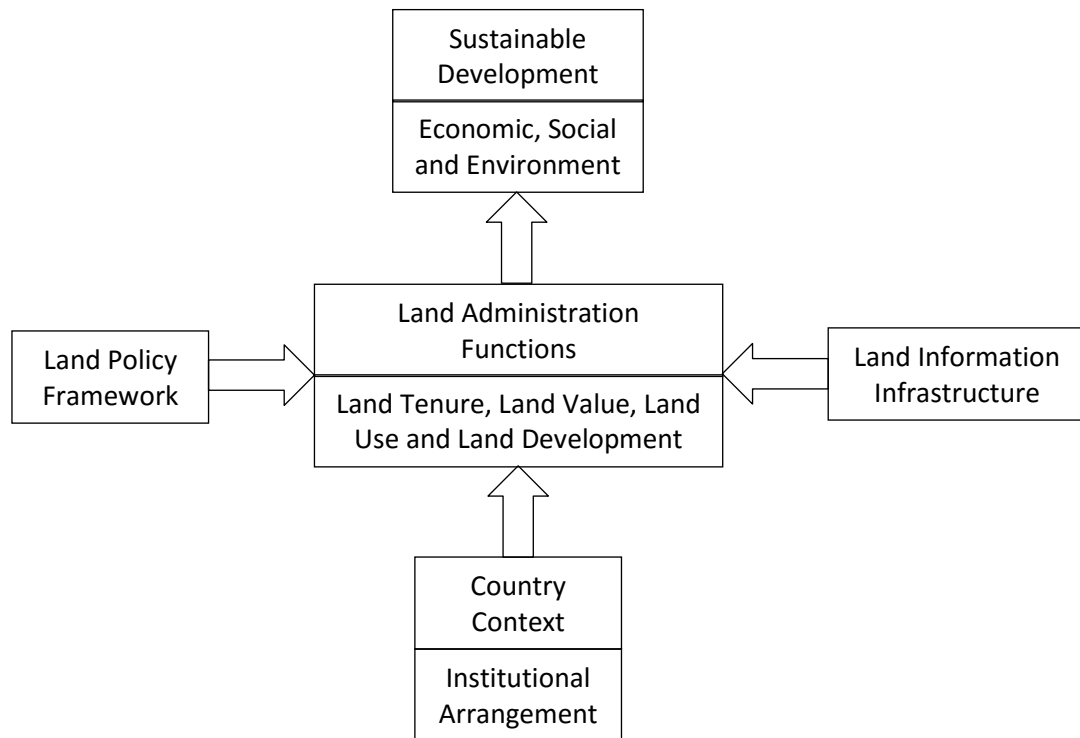 Sustainable
Development
Economic, Social
and Environment
Land Administration
Functions
Land Policy
Framework
Land Information
Infrastructure
Land Tenure, Land Value, Land
Use and Land Development
Country
Context
Institutional
Arrangement